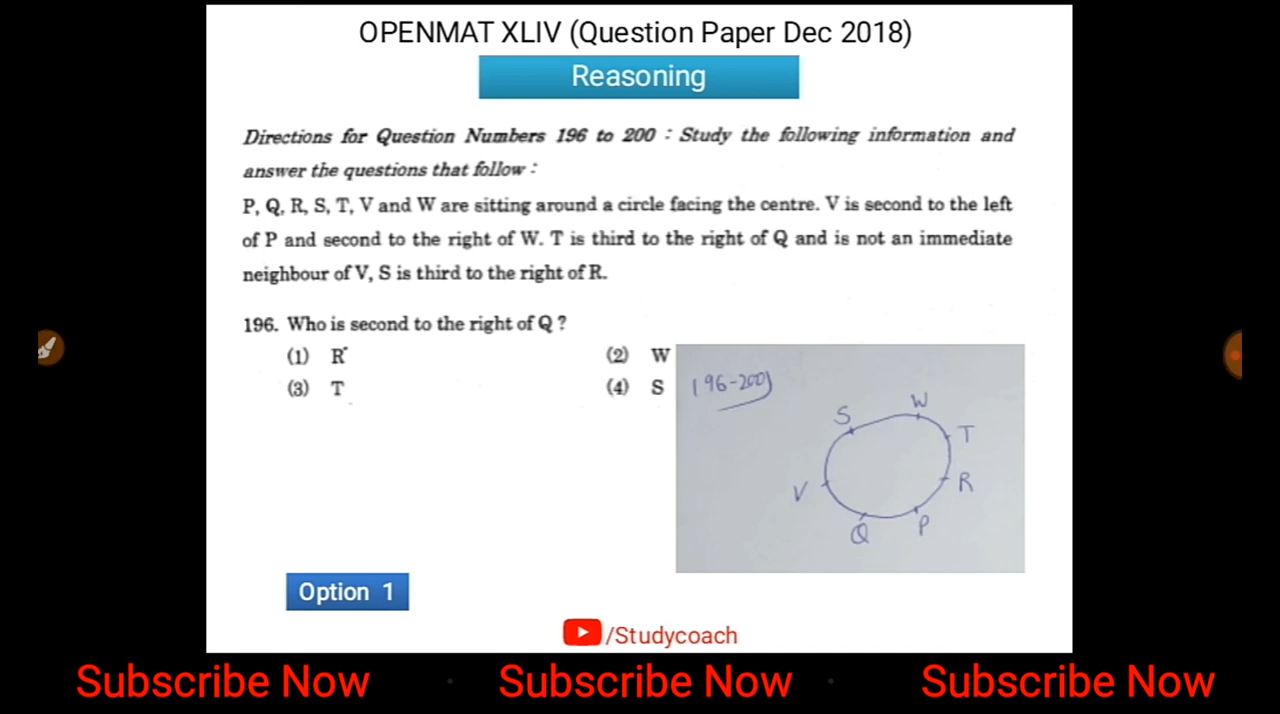 OPENMAT XLIV (Question Paper Dec 2018)
Reasoning
Directions for Question Numbers 196 to 200 : Study the following information and
answer the questions that follow :
P, Q, R, S, T, V and W are sitting around a circle facing the centre. V is second to the left
of P and second to the right of W. T is third to the right of Q and is not an immediate
neighbour of V, S is third to the right of R.
196. Who is second to the right of Q ?
(1) R
(2) W
(3) T
(4) S
196-200)
S
W
T
V
R
Q
P
Option 1
/Studycoach
Subscribe Now
Subscribe Now
Subscribe Now